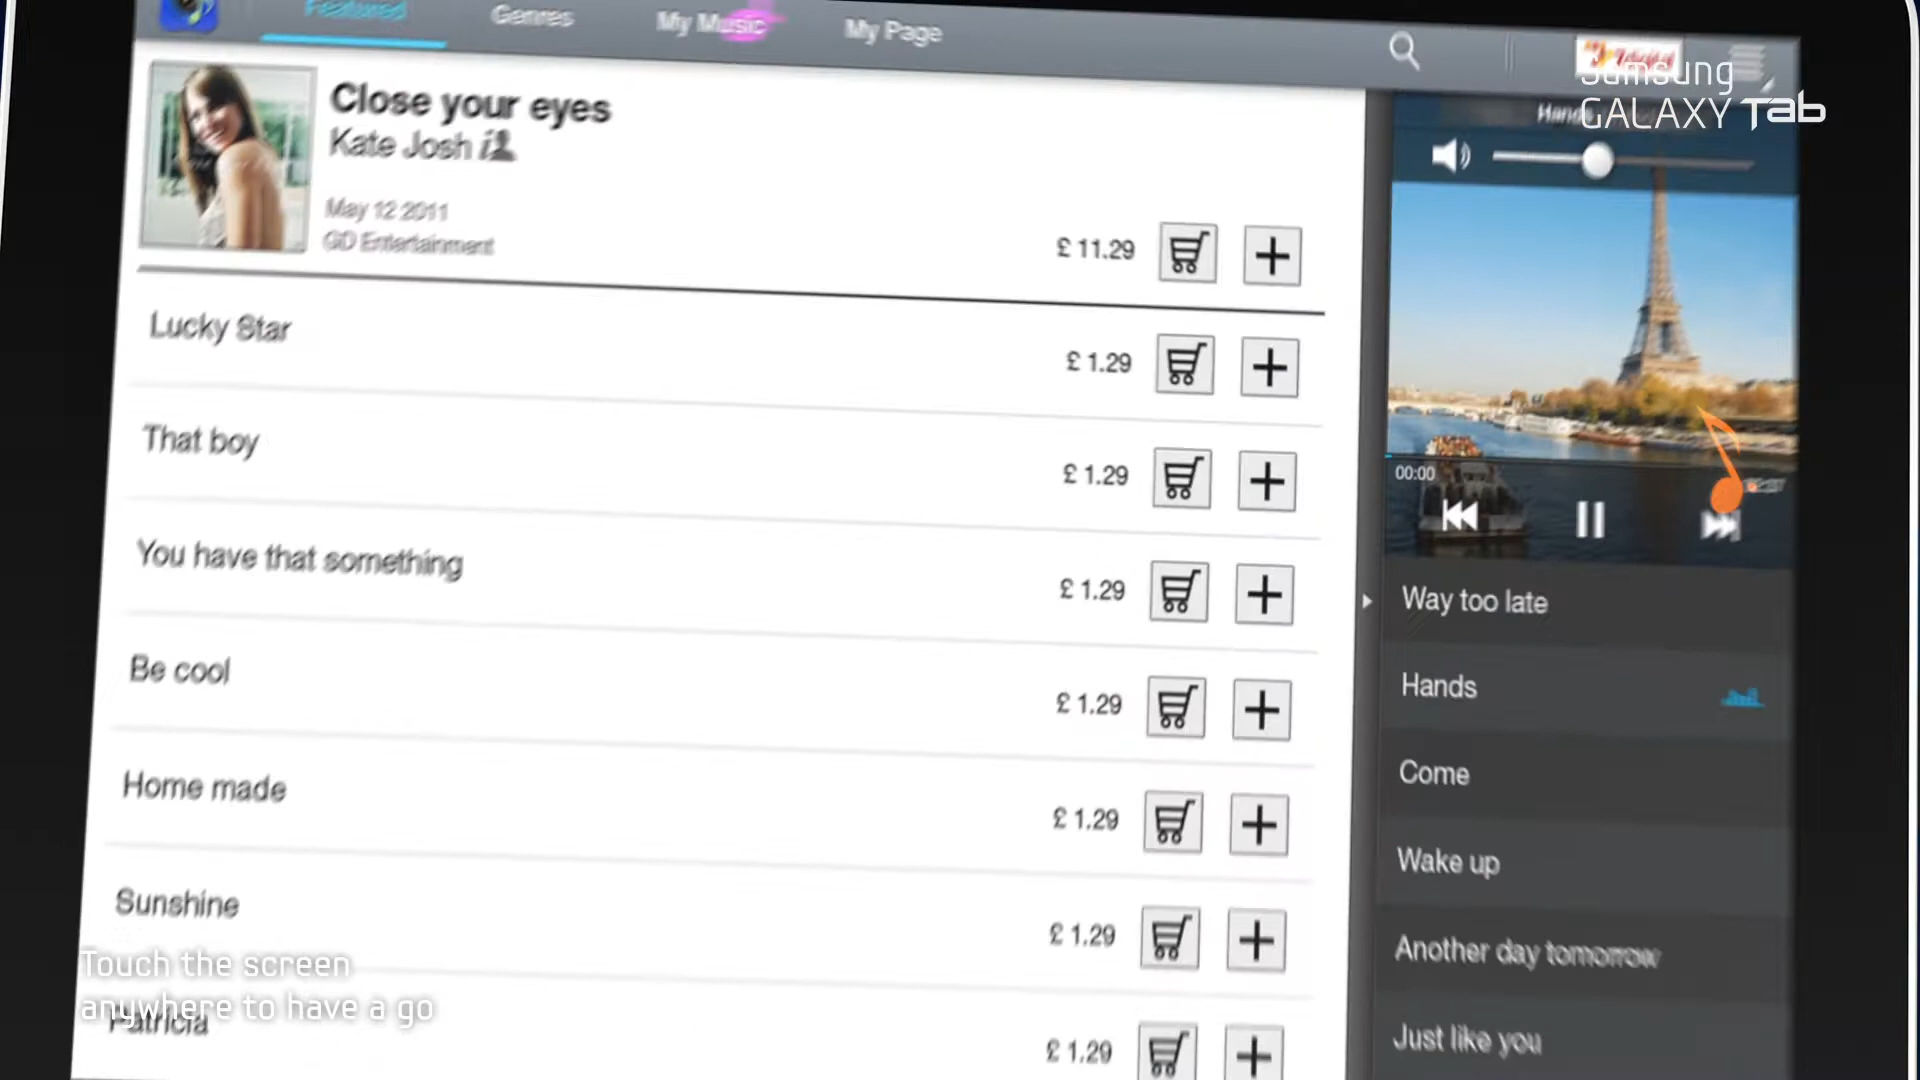 Featured
Genres
My Music
My Page
Samsung
GALAXY Tab
Close your eyes
Kate Josh
May 12 2011
GD Entertainment
£ 11.29
Lucky Star
£ 1.29
That boy
£ 1.29
You have that something
£ 1.29
Be cool
£ 1.29
Home made
£ 1.29
Sunshine
£ 1.29
Patricia
£ 1.29
Touch the screen
anywhere to have a go
Hands
00:00
Way too late
Hands
Come
Wake up
Another day tomorrow
Just like you